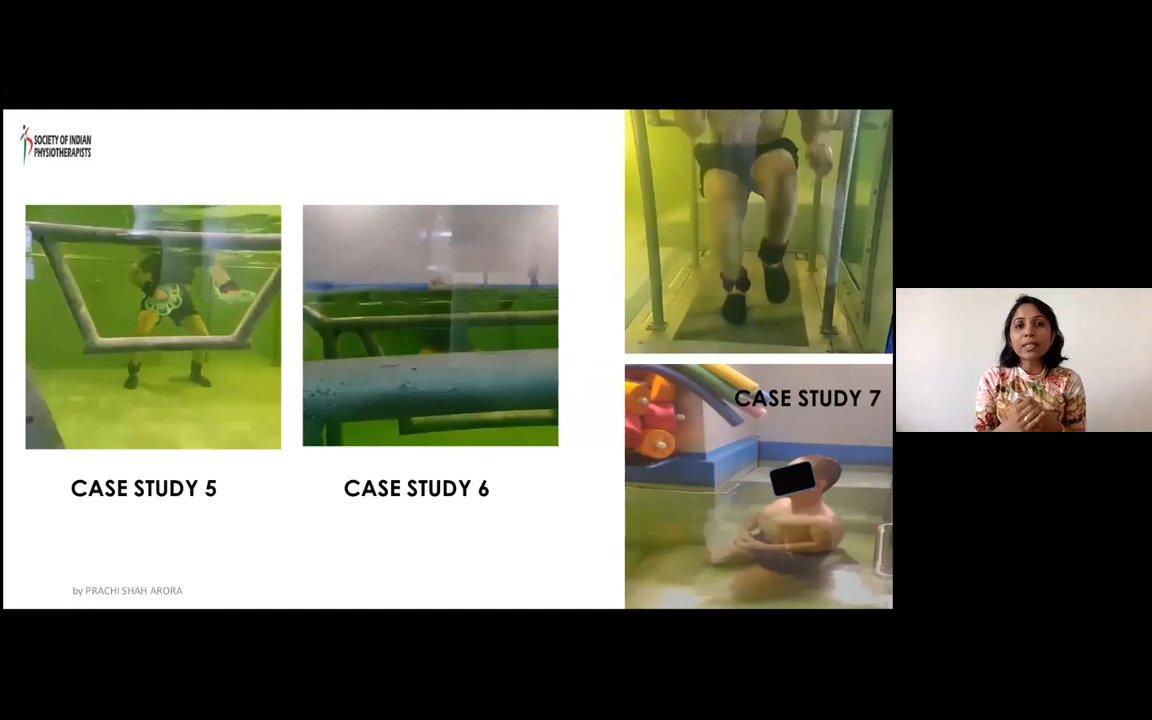 SOCIETY OF INDIAN
PHYSIOTHERAPISTS
CASE STUDY 7
CASE STUDY 5
CASE STUDY 6
by PRACHI SHAH ARORA